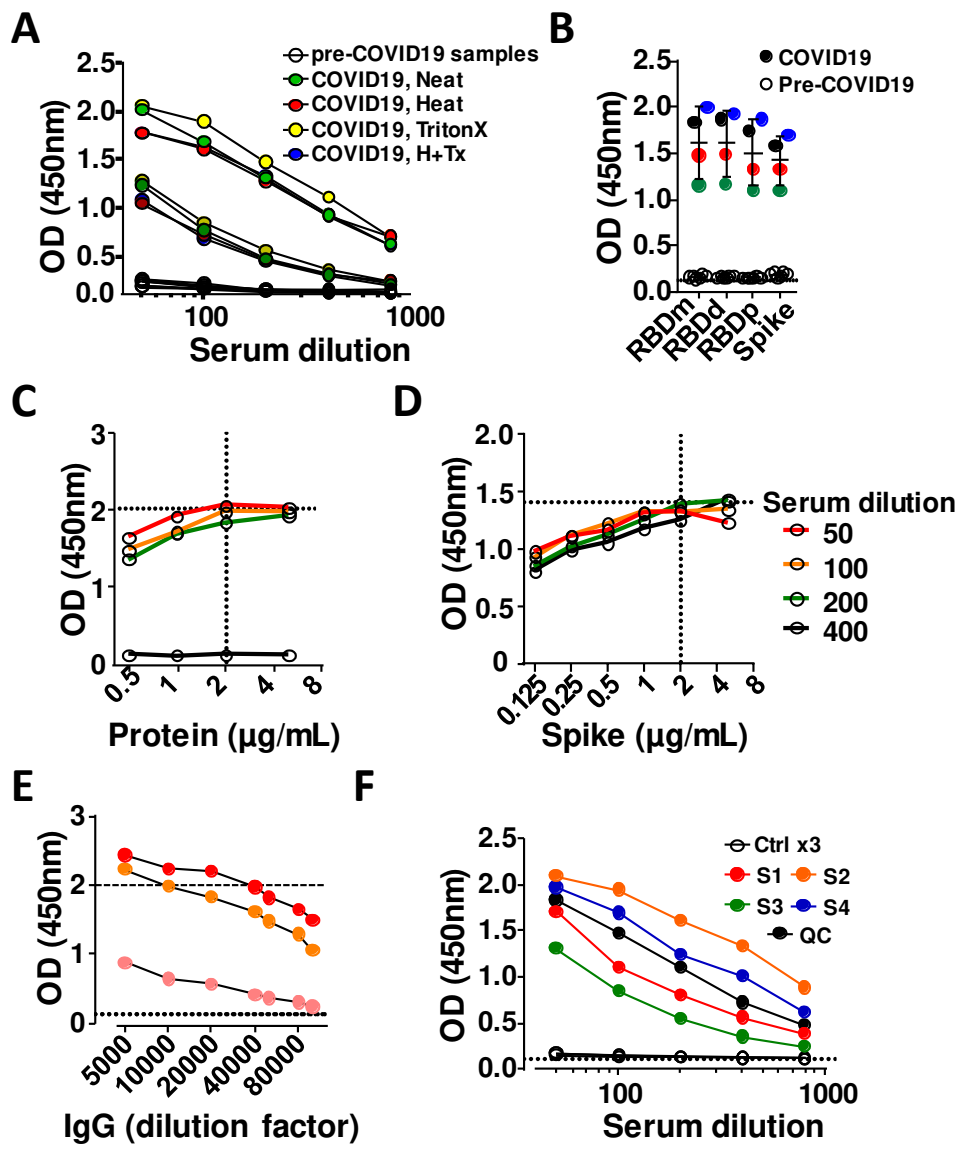 A
pre-COVID19 samples
COVID19, Neat
COVID19, Heat
COVID19, TritonX
COVID19, H+Tx
2.5
2.0
1.5
1.0
0.5
0.0
OD (450nm)
100
1000
Serum dilution
B
COVID19
Pre-COVID19
2.5
2.0
1.5
1.0
0.5
0.0
OD (450nm)
RBDm
RBDd
RBDp
Spike
C
3
2
1
0
OD (450nm)
0.5
1
2
4
8
Protein (µg/mL)
D
2.0
1.5
1.0
0.5
0
OD (450nm)
0.125
0.25
0.5
1
2
4
8
Spike (µg/mL)
Serum dilution
50
100
200
400
E
3
2
1
0
OD (450nm)
5000
10000
20000
40000
80000
IgG (dilution factor)
F
Ctrl x3
S1
S2
S3
S4
QC
2.5
2.0
1.5
1.0
0.5
0.0
OD (450nm)
100
1000
Serum dilution